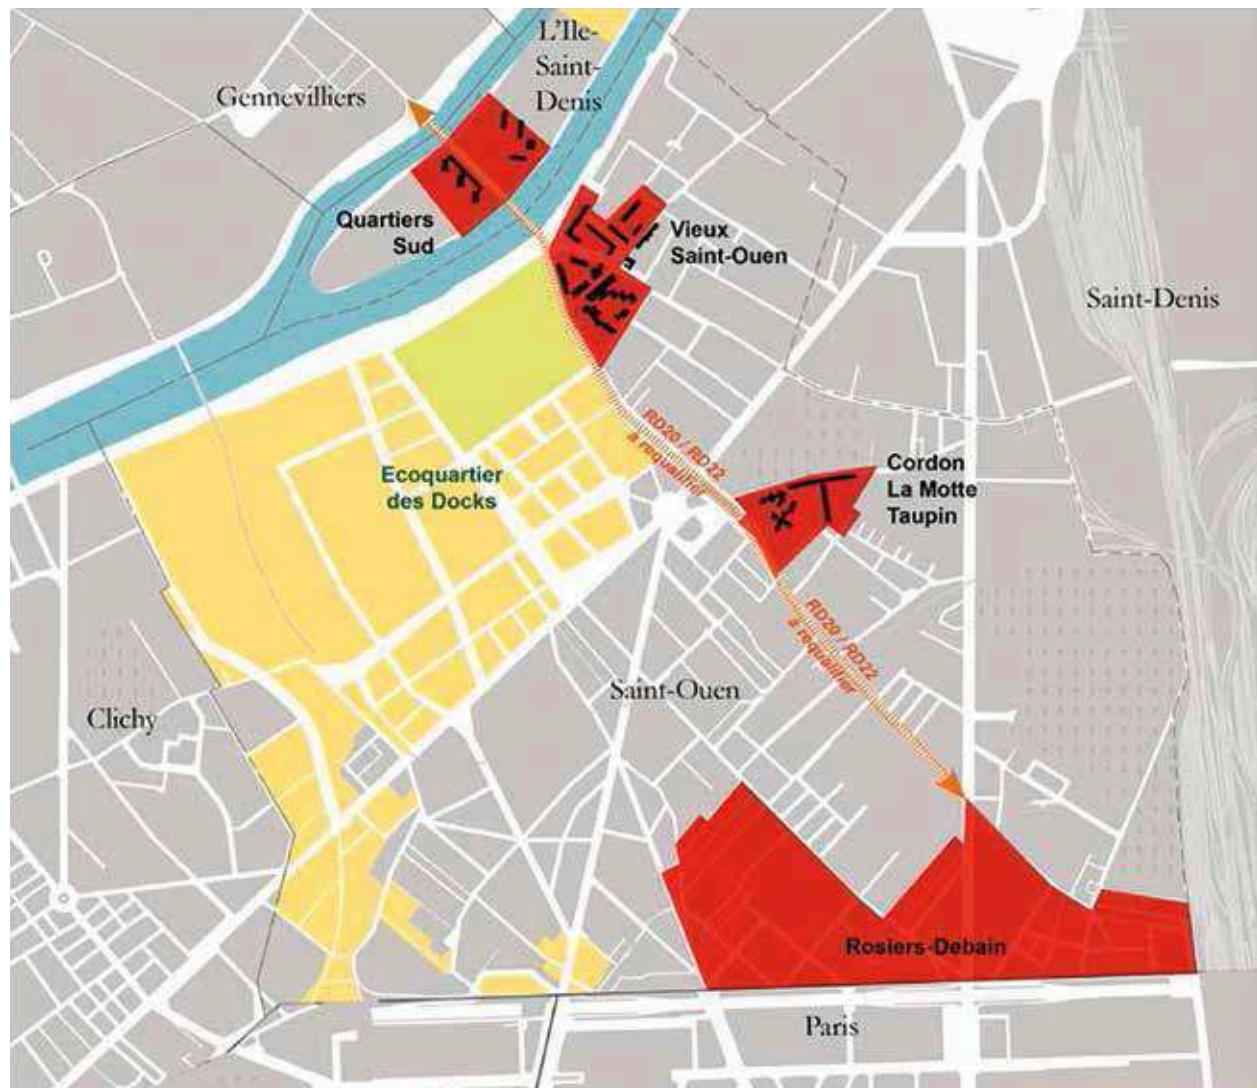 L'Ile-
Saint-
Denis
Gennevilliers
Quartiers
Sud
Vieux
Saint-Ouen
Saint-Denis
RD20 / RD22
à requalifier
Ecoquartier
des Docks
Cordon
La Motte
Taupin
RD20 / RD22
à requalifier
Saint-Ouen
Clichy
Rosiers-Debain
Paris